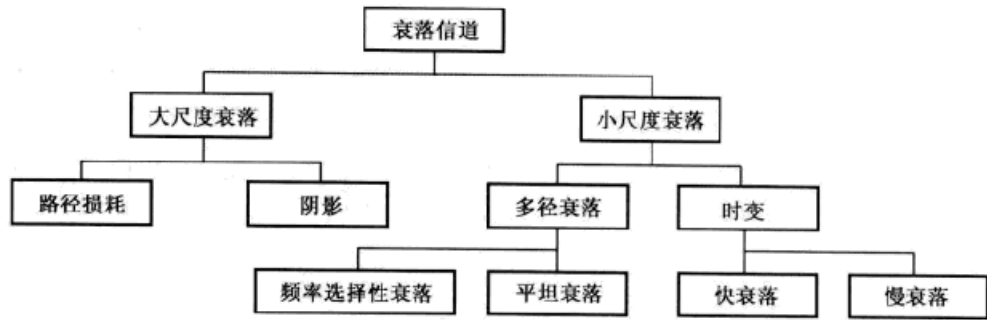 衰落信道
大尺度衰落
小尺度衰落
路径损耗
阴影
多径衰落
时变
频率选择性衰落
平坦衰落
快衰落
慢衰落